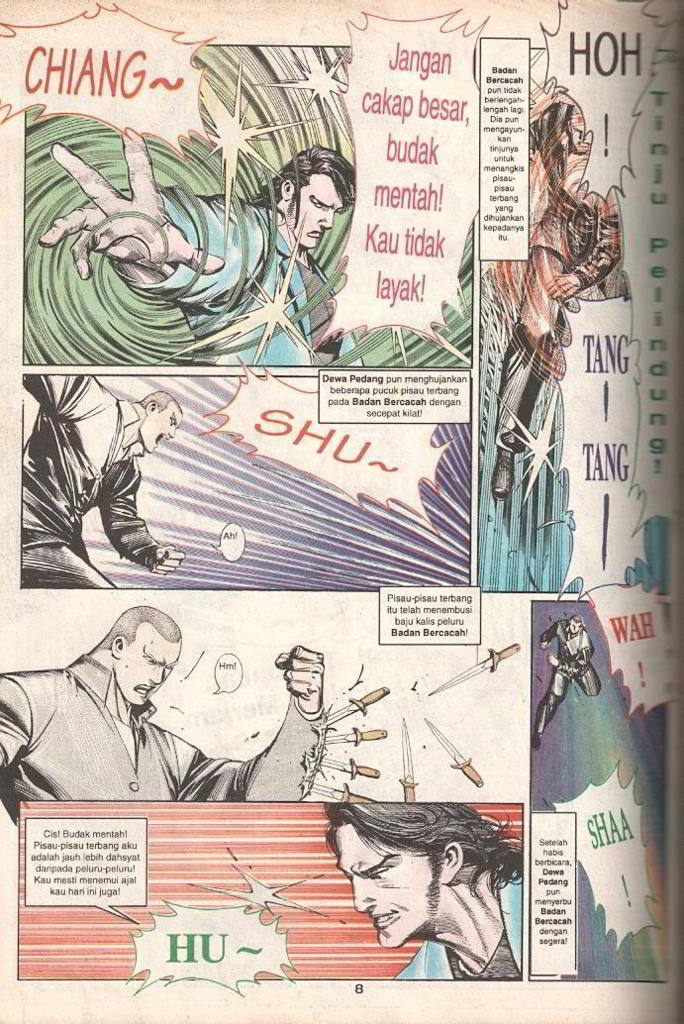 CHIANG~
Jangan
cakap besar,
budak
mentah!
Kau tidak
layak!
Badan
Bercacah
pun tidak
berlengah-
lengah lagi.
Dia pun
mengayun-
kan
tinjunya
untuk
menangkis
pisau-
pisau
terbang
yang
dihujankan
kepadanya
itu.
HOH
!
Tinju Pelindung!
TANG
!
TANG
!
Dewa Pedang pun menghujankan
beberapa pucuk pisau terbang
pada Badan Bercacah dengan
secepat kilat!
SHU~
Ah!
Pisau-pisau terbang
itu telah menembusi
baju kalis peluru
Badan Bercacah!
Hm!
WAH
!
Cis! Budak mentah!
Pisau-pisau terbang aku
adalah jauh lebih dahsyat
daripada peluru-peluru!
Kau mesti menemui ajal
kau hari ini juga!
HU~
Setelah
habis
berbicara,
Dewa
Pedang
pun
menyerbu
Badan
Bercacah
dengan
segera!
SHAA
!
8